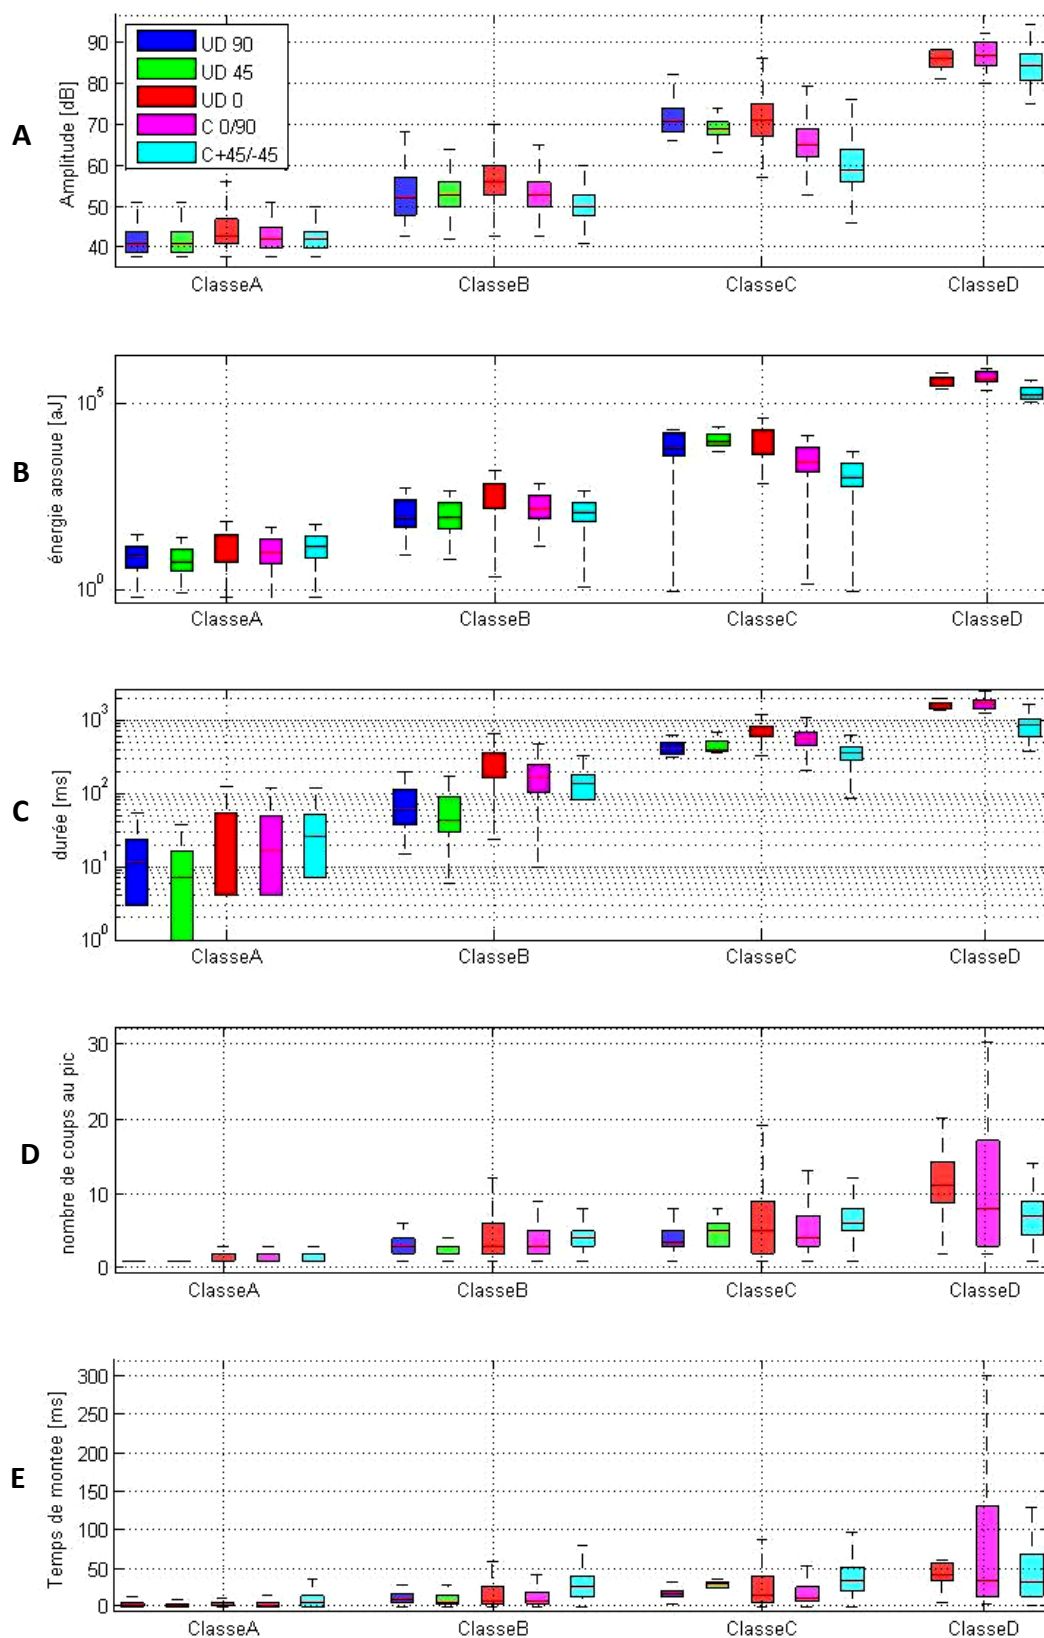 A
Amplitude [dB]
90
80
70
60
50
40
UD 90
UD 45
UD 0
C 0/90
C+45/-45
ClasseA
ClasseB
ClasseC
ClasseD
B
énergie absolue [aJ]
10^5
10^0
ClasseA
ClasseB
ClasseC
ClasseD
C
durée [ms]
10^3
10^2
10^1
10^0
ClasseA
ClasseB
ClasseC
ClasseD
D
nombre de coups au pic
30
20
10
0
ClasseA
ClasseB
ClasseC
ClasseD
E
Temps de montée [ms]
300
250
200
150
100
50
0
ClasseA
ClasseB
ClasseC
ClasseD